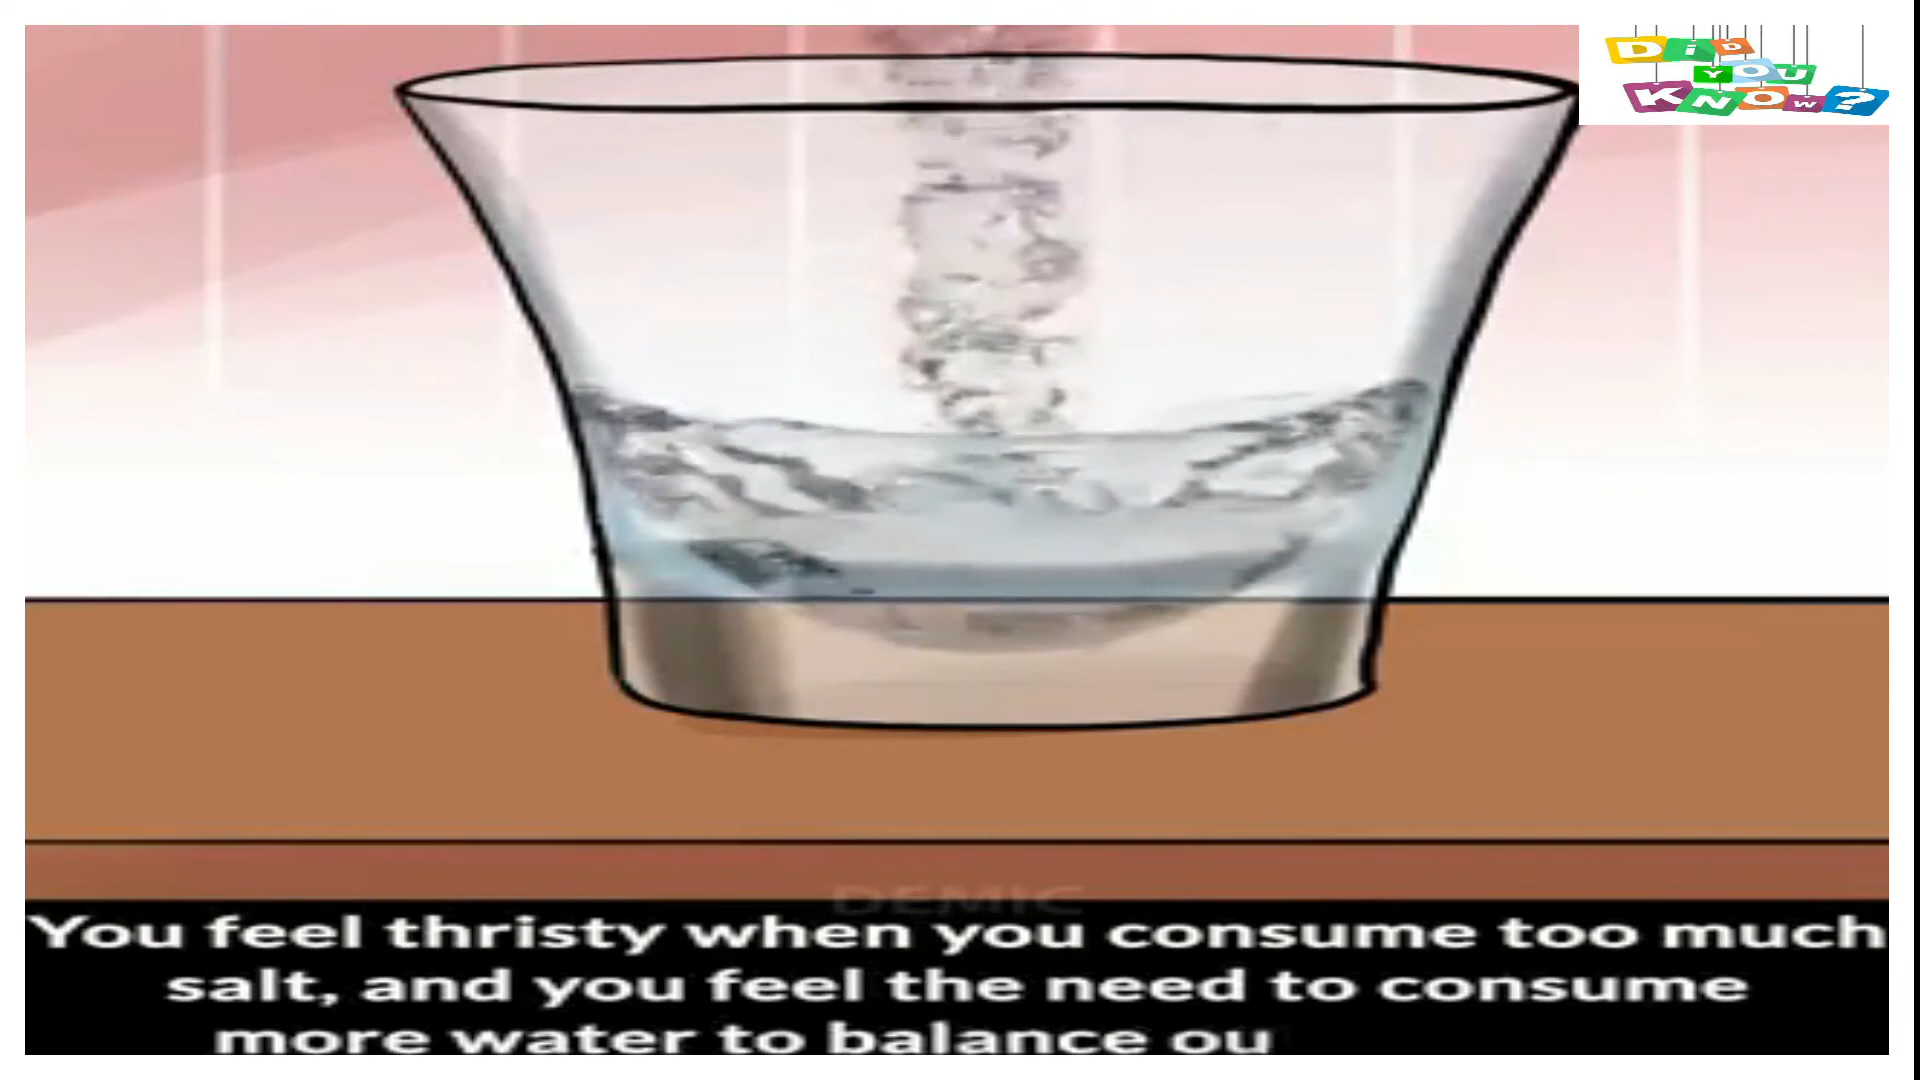 DiD
YOU
KNOW?
DEMIC
You feel thristy when you consume too much
salt, and you feel the need to consume
more water to balance ou